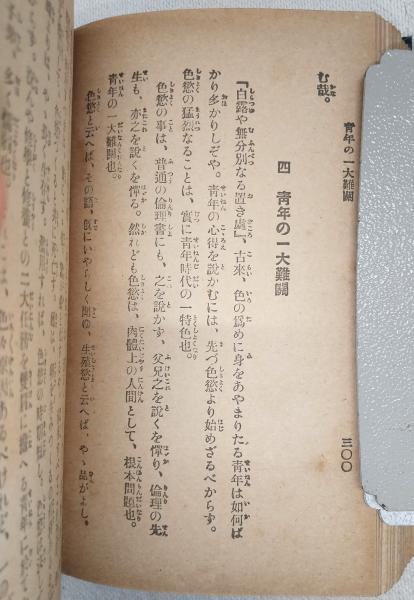 青年の一大難關
三〇〇
む哉。
四 青年の一大難關
『白露や無分別なる置き處』、古來、色の爲めに身をあやまりたる青年は如何ば
かり多かりしぞや。青年の心得を說かむには、先づ色慾より始めざるべからず。
色慾の猛烈なることは、實に青年時代の一特色也。
色慾の事は、普通の倫理書にも、之を說かず、父兄之を說くを憚り、倫理の先
生も、亦之を說くを憚る。然れども色慾は、肉體上の人間として、根本問題也。
青年の一大難關也。
色慾と云へば、その語、既にいやらしく聞ゆ、生殖慾と云へば、やゝ品がよし。